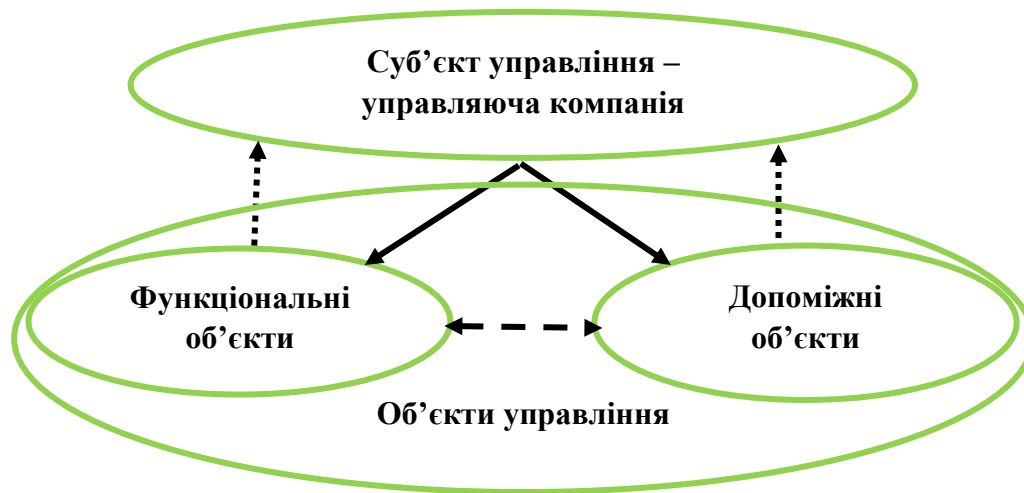 Суб’єкт управління –
управляюча компанія
Функціональні
об’єкти
Допоміжні
об’єкти
Об’єкти управління